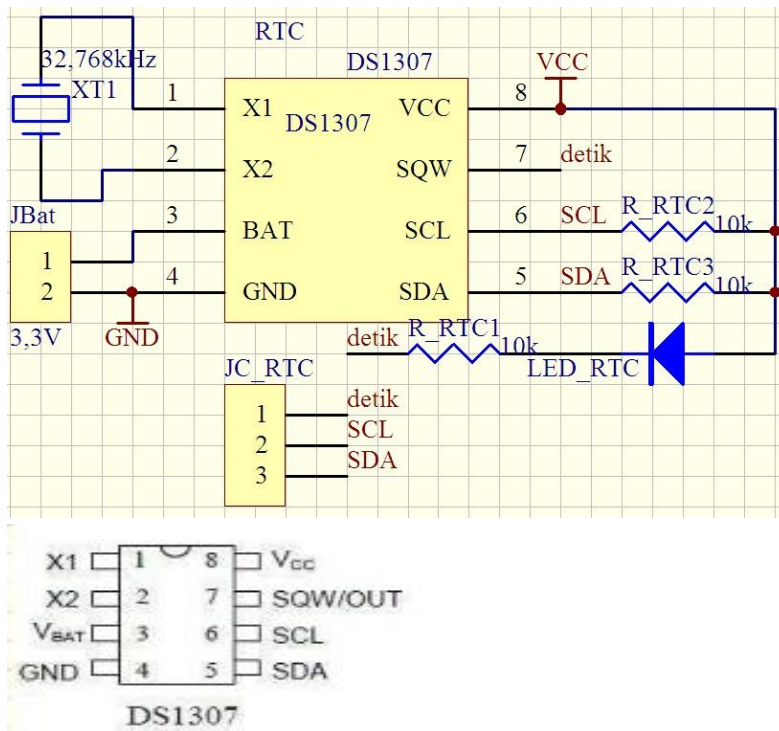 RTC
32,768kHz
XT1
DS1307
VCC
1
X1
DS1307
VCC
8
2
X2
SQW
7
detik
JBat
3
BAT
SCL
6
SCL
R_RTC2
10k
1
2
4
GND
SDA
5
SDA
R_RTC3
10k
3,3V
GND
detik
R_RTC1
10k
LED_RTC
JC_RTC
1
detik
2
SCL
3
SDA
X1 1 8 VCC
X2 2 7 SQW/OUT
VBAT 3 6 SCL
GND 4 5 SDA
DS1307